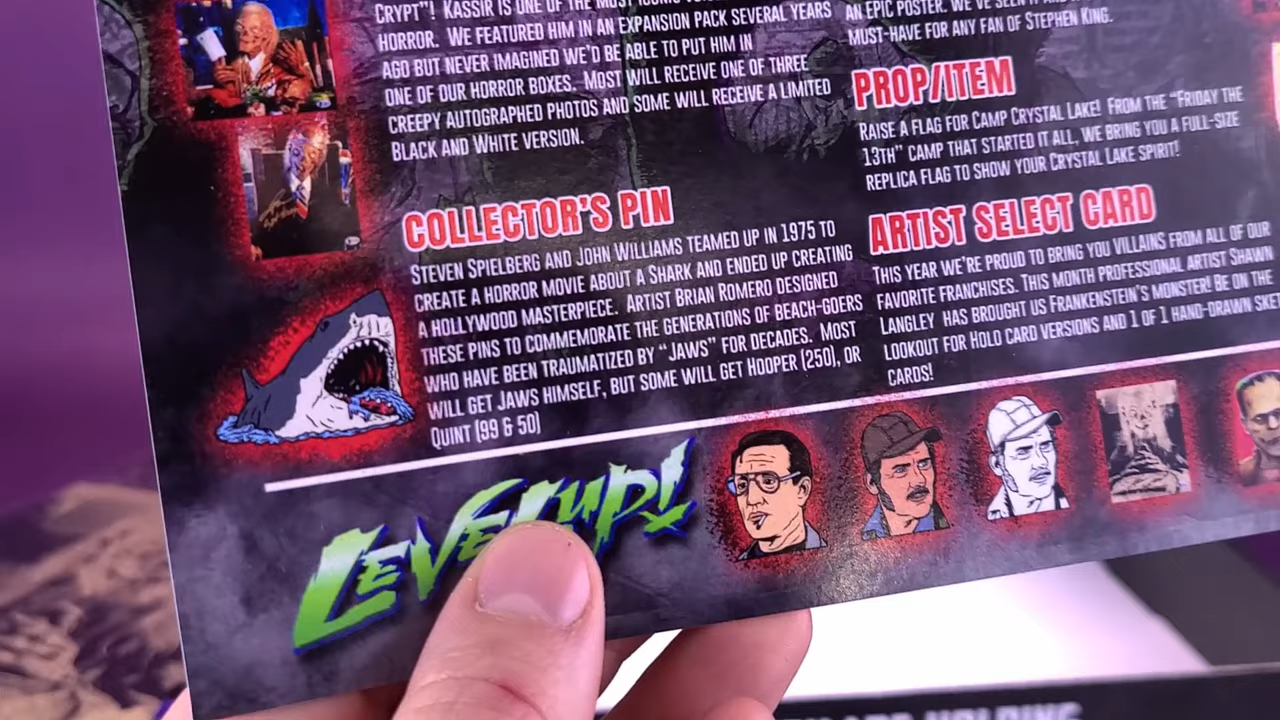 CRYPT"! KASSIR IS ONE OF THE MOST ICONIC
HORROR. WE FEATURED HIM IN AN EXPANSION PACK SEVERAL YEARS
AGO BUT NEVER IMAGINED WE'D BE ABLE TO PUT HIM IN
ONE OF OUR HORROR BOXES. MOST WILL RECEIVE ONE OF THREE
CREEPY AUTOGRAPHED PHOTOS AND SOME WILL RECEIVE A LIMITED
BLACK AND WHITE VERSION.
COLLECTOR'S PIN
STEVEN SPIELBERG AND JOHN WILLIAMS TEAMED UP IN 1975 TO
CREATE A HORROR MOVIE ABOUT A SHARK AND ENDED UP CREATING
A HOLLYWOOD MASTERPIECE. ARTIST BRIAN ROMERO DESIGNED
THESE PINS TO COMMEMORATE THE GENERATIONS OF BEACH-GOERS
WHO HAVE BEEN TRAUMATIZED BY "JAWS" FOR DECADES. MOST
WILL GET JAWS HIMSELF, BUT SOME WILL GET HOOPER (250), OR
QUINT (99 & 50)
AN EPIC POSTER. WE'VE SEEN IT
MUST-HAVE FOR ANY FAN OF STEPHEN KING.
PROP/ITEM
RAISE A FLAG FOR CAMP CRYSTAL LAKE! FROM THE "FRIDAY THE
13TH" CAMP THAT STARTED IT ALL, WE BRING YOU A FULL-SIZE
REPLICA FLAG TO SHOW YOUR CRYSTAL LAKE SPIRIT!
ARTIST SELECT CARD
THIS YEAR WE'RE PROUD TO BRING YOU VILLAINS FROM ALL OF OUR
FAVORITE FRANCHISES. THIS MONTH PROFESSIONAL ARTIST SHAWN
LANGLEY HAS BROUGHT US FRANKENSTEIN'S MONSTER! BE ON THE
LOOKOUT FOR HOLO CARD VERSIONS AND 1 OF 1 HAND-DRAWN SKE
CARDS!
LEVEL UP!